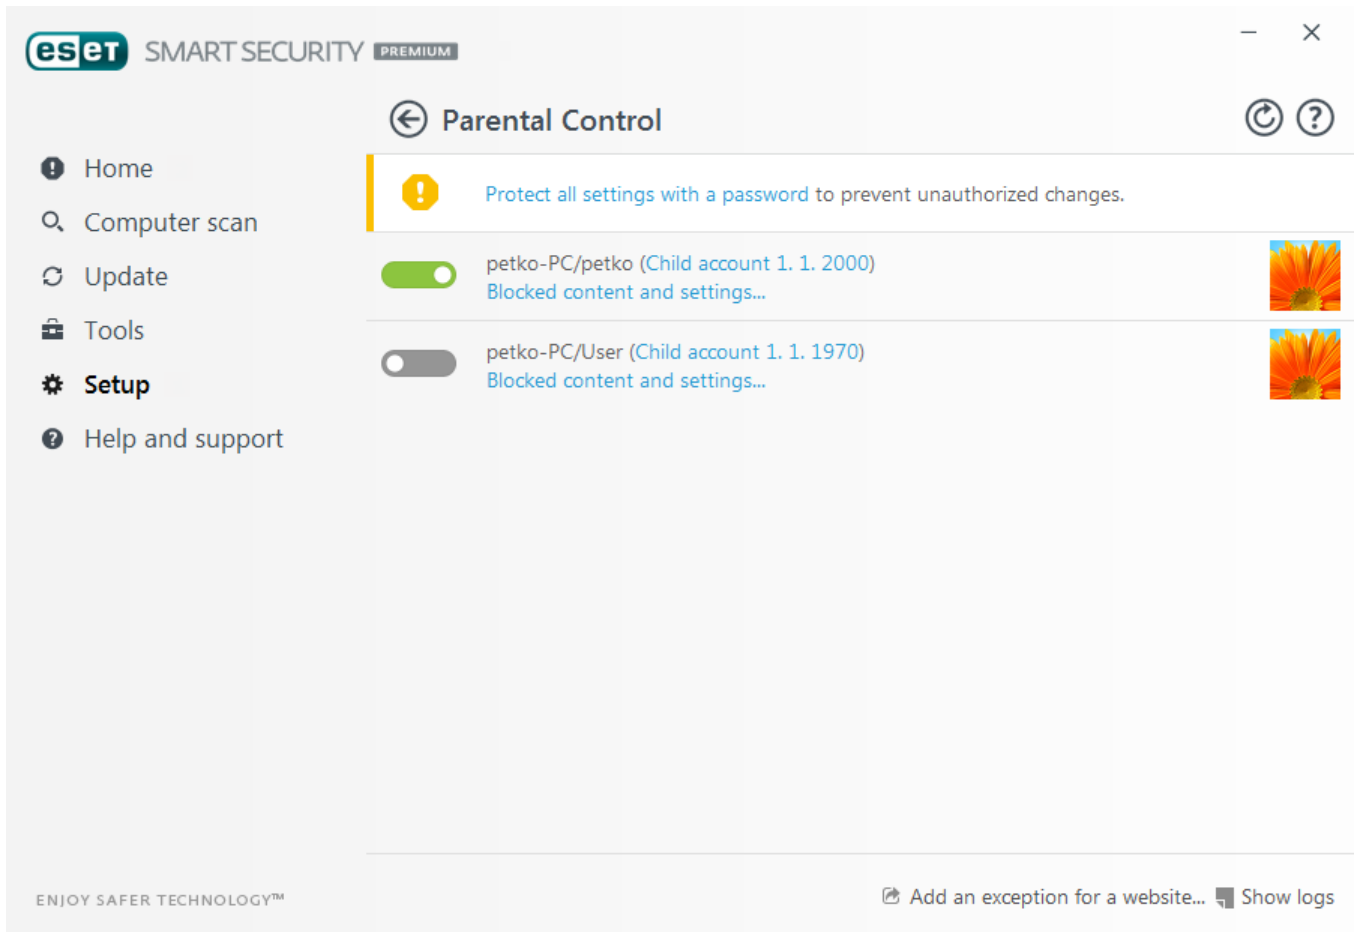 eset SMART SECURITY PREMIUM
Parental Control
Home
Computer scan
Update
Tools
Setup
Help and support
Protect all settings with a password to prevent unauthorized changes.
petko-PC/petko (Child account 1. 1. 2000)
Blocked content and settings...
petko-PC/User (Child account 1. 1. 1970)
Blocked content and settings...
ENJOY SAFER TECHNOLOGY™
Add an exception for a website... Show logs